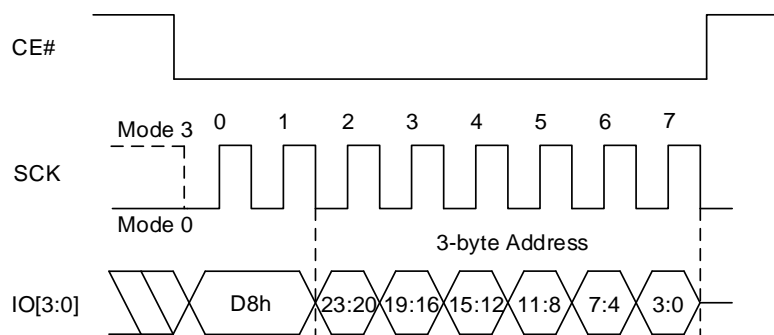 CE#
Mode 3 0 1 2 3 4 5 6 7
SCK
Mode 0
3-byte Address
IO[3:0] D8h 23:20 19:16 15:12 11:8 7:4 3:0